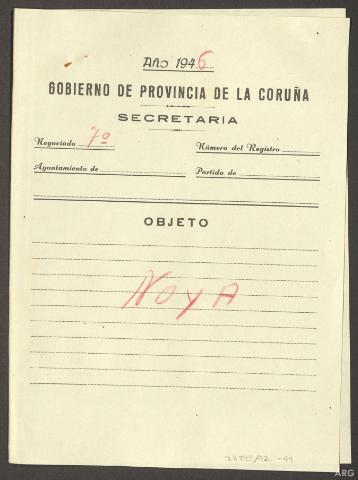 Año 1946
GOBIERNO DE PROVINCIA DE LA CORUÑA
SECRETARIA
Negociado 7º Número del Registro
Ayuntamiento de Partido de
OBJETO
NOYA
ARG